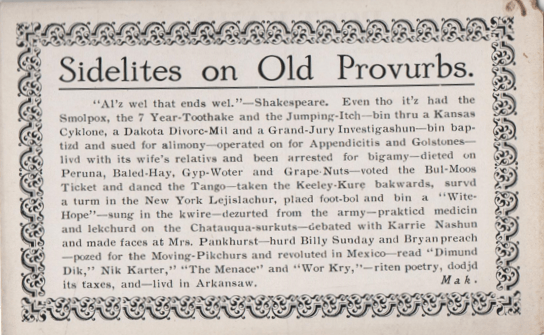 Sidelites on Old Provurbs.
"Al'z wel that ends wel."—Shakespeare. Even tho it'z had the
Smolpox, the 7 Year-Toothake and the Jumping-Itch—bin thru a Kansas
Cyklone, a Dakota Divorc-Mil and a Grand-Jury Investigashun—bin bap-
tizd and sued for alimony—operated on for Appendicitis and Golstones—
livd with its wife's relativs and been arrested for bigamy—dieted on
Peruna, Baled-Hay, Gyp-Woter and Grape-Nuts—voted the Bul-Moos
Ticket and dancd the Tango—taken the Keeley-Kure bakwards, survd
a turm in the New York Lejislachur, placd foot-bol and bin a "Wite-
Hope"—sung in the kwire—dezurted from the army—prakticd medicin
and lekchurd on the Chatauqua-surkuts—debated with Karrie Nashun
and made faces at Mrs. Pankhurst—hurd Billy Sunday and Bryan preach
—pozed for the Moving-Pikchurs and revoluted in Mexico—read "Dimund
Dik," Nik Karter," "The Menace" and "Wor Kry,"—riten poetry, dodjd
its taxes, and—livd in Arkansaw. Mak.